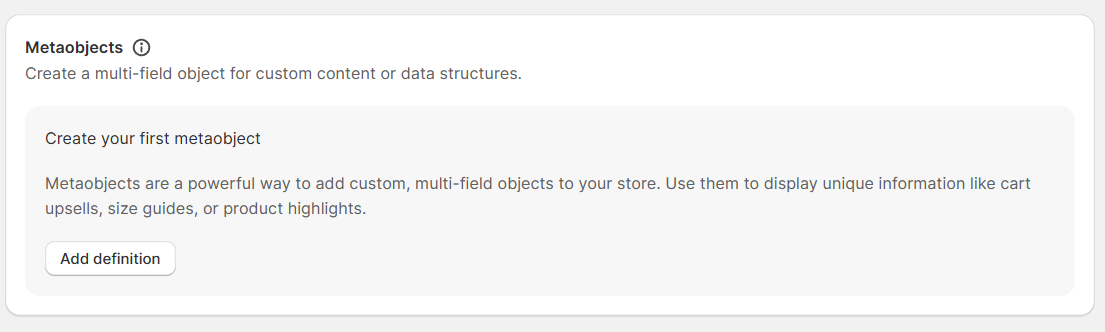 Metaobjects
Create a multi-field object for custom content or data structures.
Create your first metaobject
Metaobjects are a powerful way to add custom, multi-field objects to your store. Use them to display unique information like cart
upsells, size guides, or product highlights.
Add definition